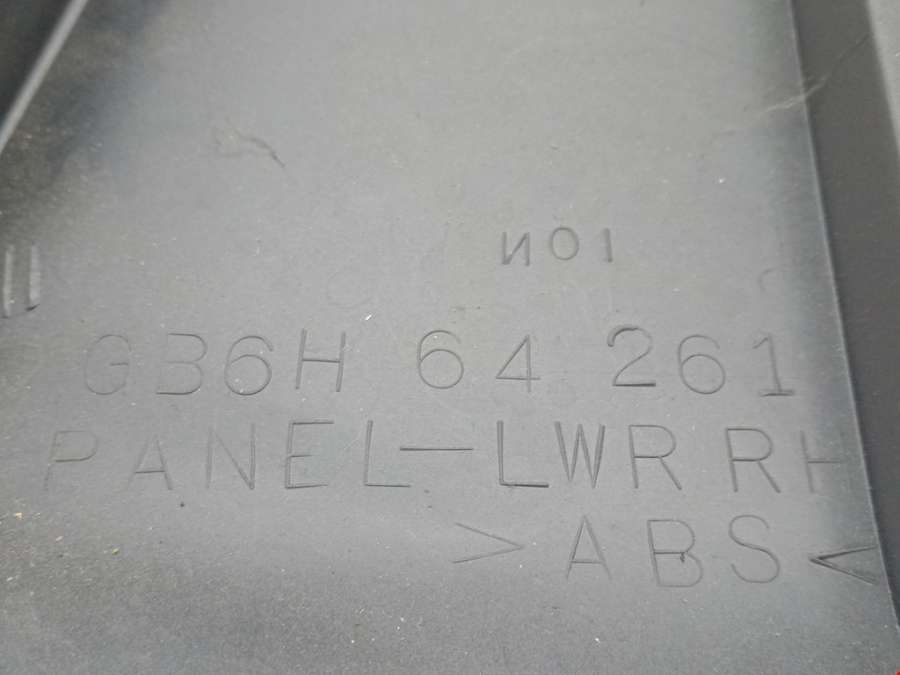 И01
GB6H 64 261
PANEL-LWR RH
>ABS<